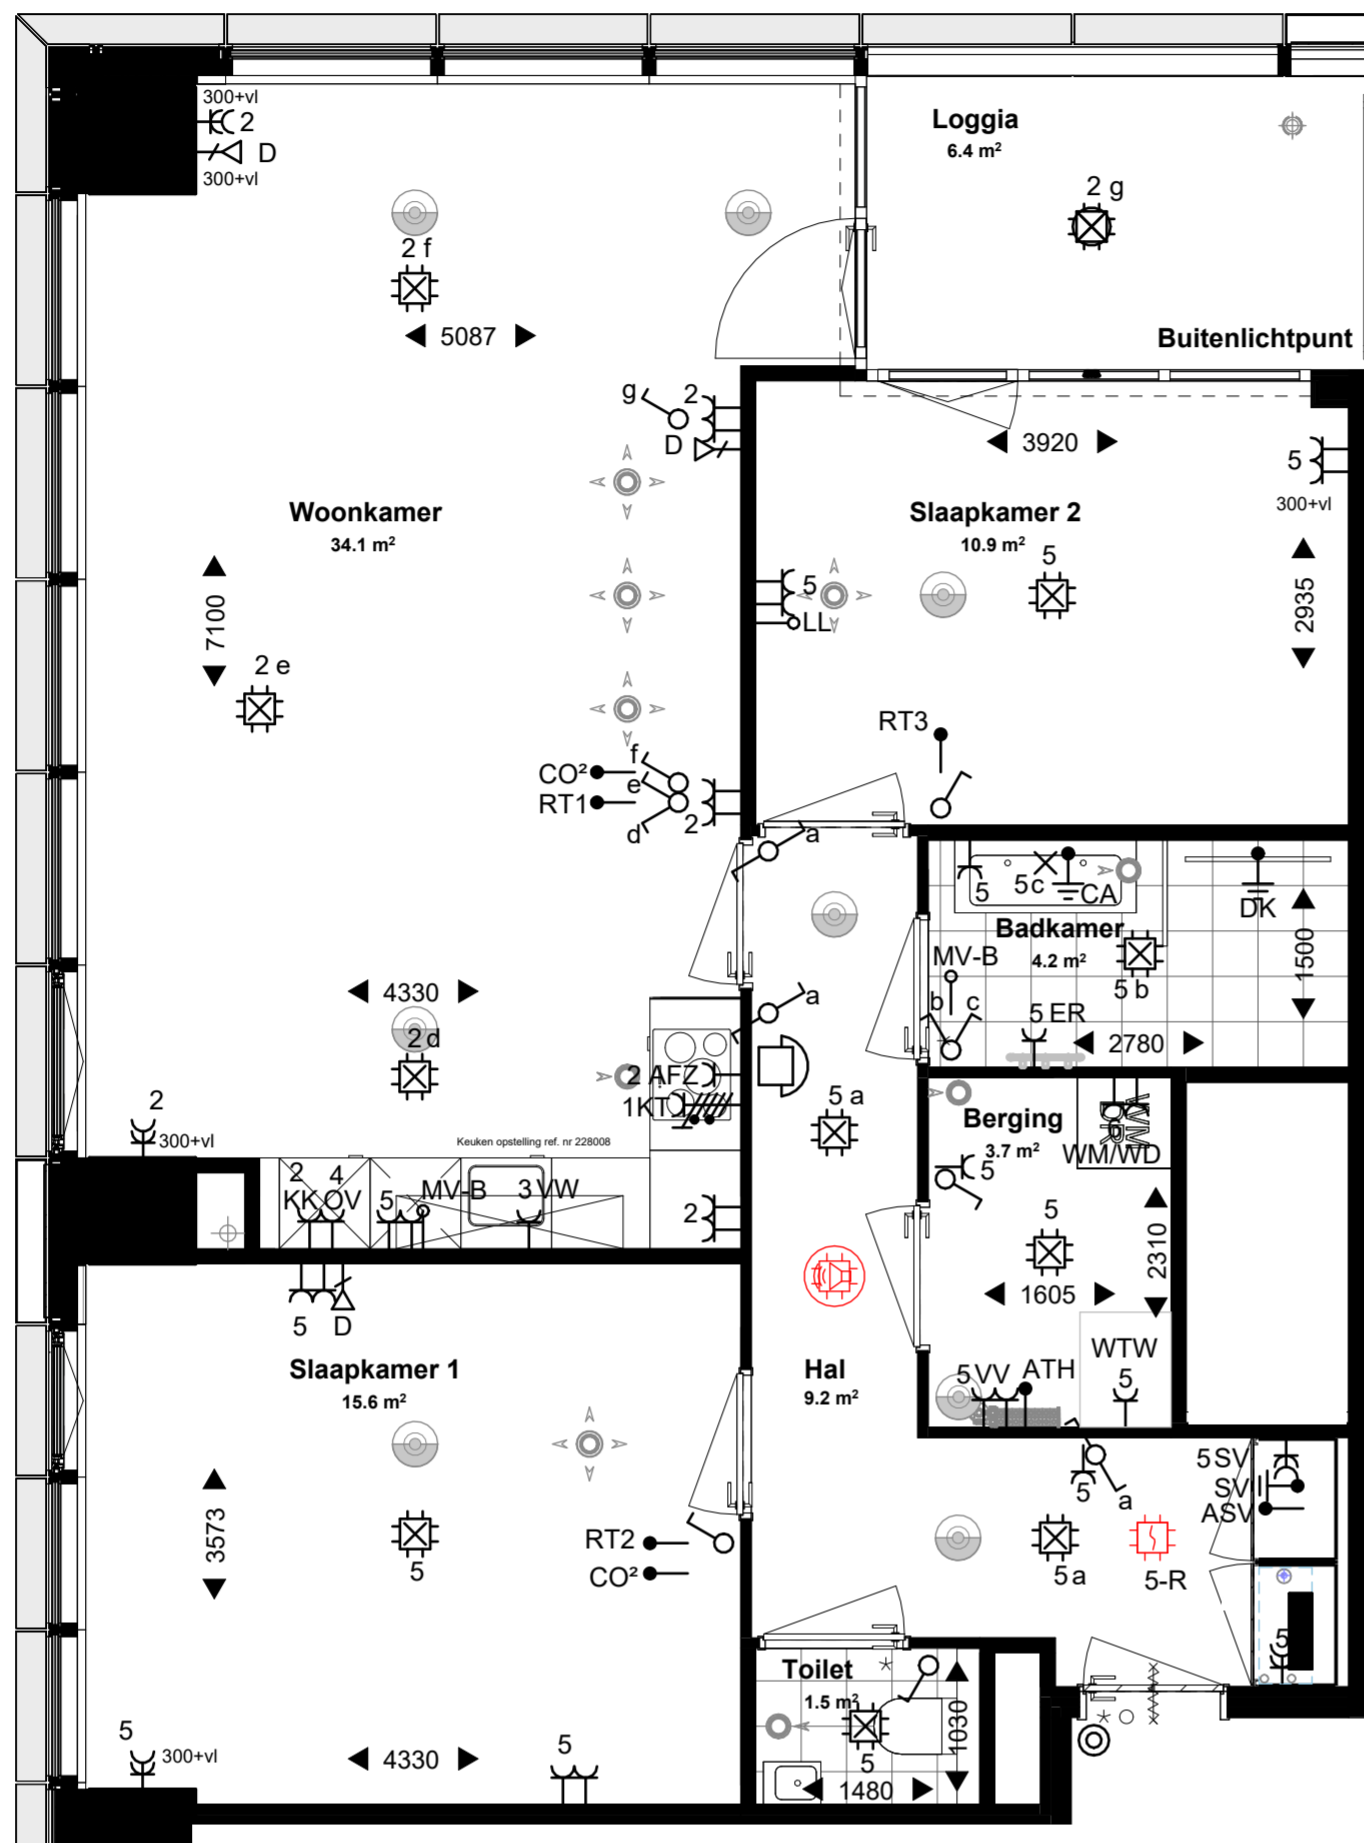 300+vl
2
D
300+vl
Loggia
6.4 m²
2 g
2 f
5087
Buitenlichtpunt
g
2
D
3920
5
300+vl
Woonkamer
34.1 m²
Slaapkamer 2
10.9 m²
5
5
LL
7100
2935
2 e
RT3
f
CO²
e
RT1
d
2
a
5
5 c
CA
DK
Badkamer
4.2 m²
MV-B
5 b
1500
4330
a
b
c
5 ER
2780
2 d
2 AFZ
1KT
5 a
Berging
3.7 m²
WM
DR
WM/WD
2
300+vl
Keuken opstelling ref. nr 228008
5
2
KK
4
OV
5
MV-B
3 VW
2
5
2310
1605
5
D
Slaapkamer 1
15.6 m²
Hal
9.2 m²
WTW
5
5 VV
ATH
5 SV
SV
ASV
5
a
3573
RT2
CO²
5
5 a
5-R
5
Toilet
1.5 m²
5
1030
1480
5
300+vl
4330
5